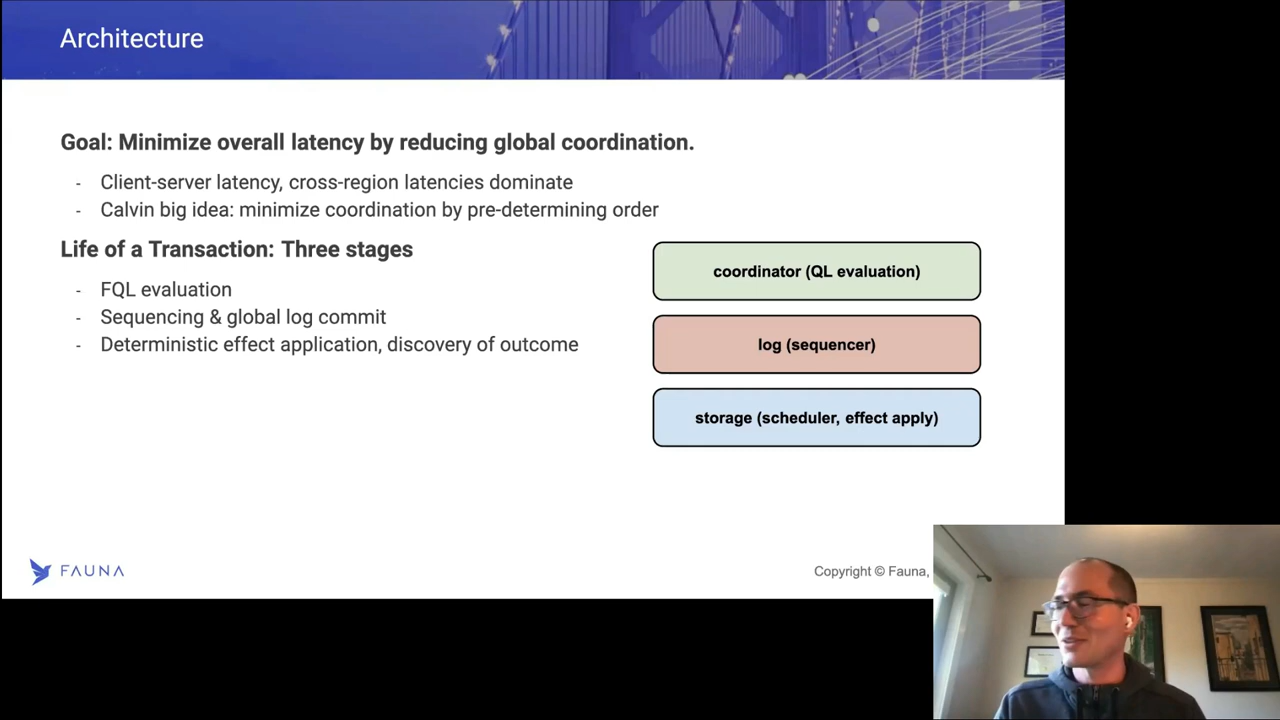 Architecture
Goal: Minimize overall latency by reducing global coordination.
- Client-server latency, cross-region latencies dominate
- Calvin big idea: minimize coordination by pre-determining order
Life of a Transaction: Three stages
- FQL evaluation
- Sequencing & global log commit
- Deterministic effect application, discovery of outcome
coordinator (QL evaluation)
log (sequencer)
storage (scheduler, effect apply)
FAUNA
Copyright © Fauna,